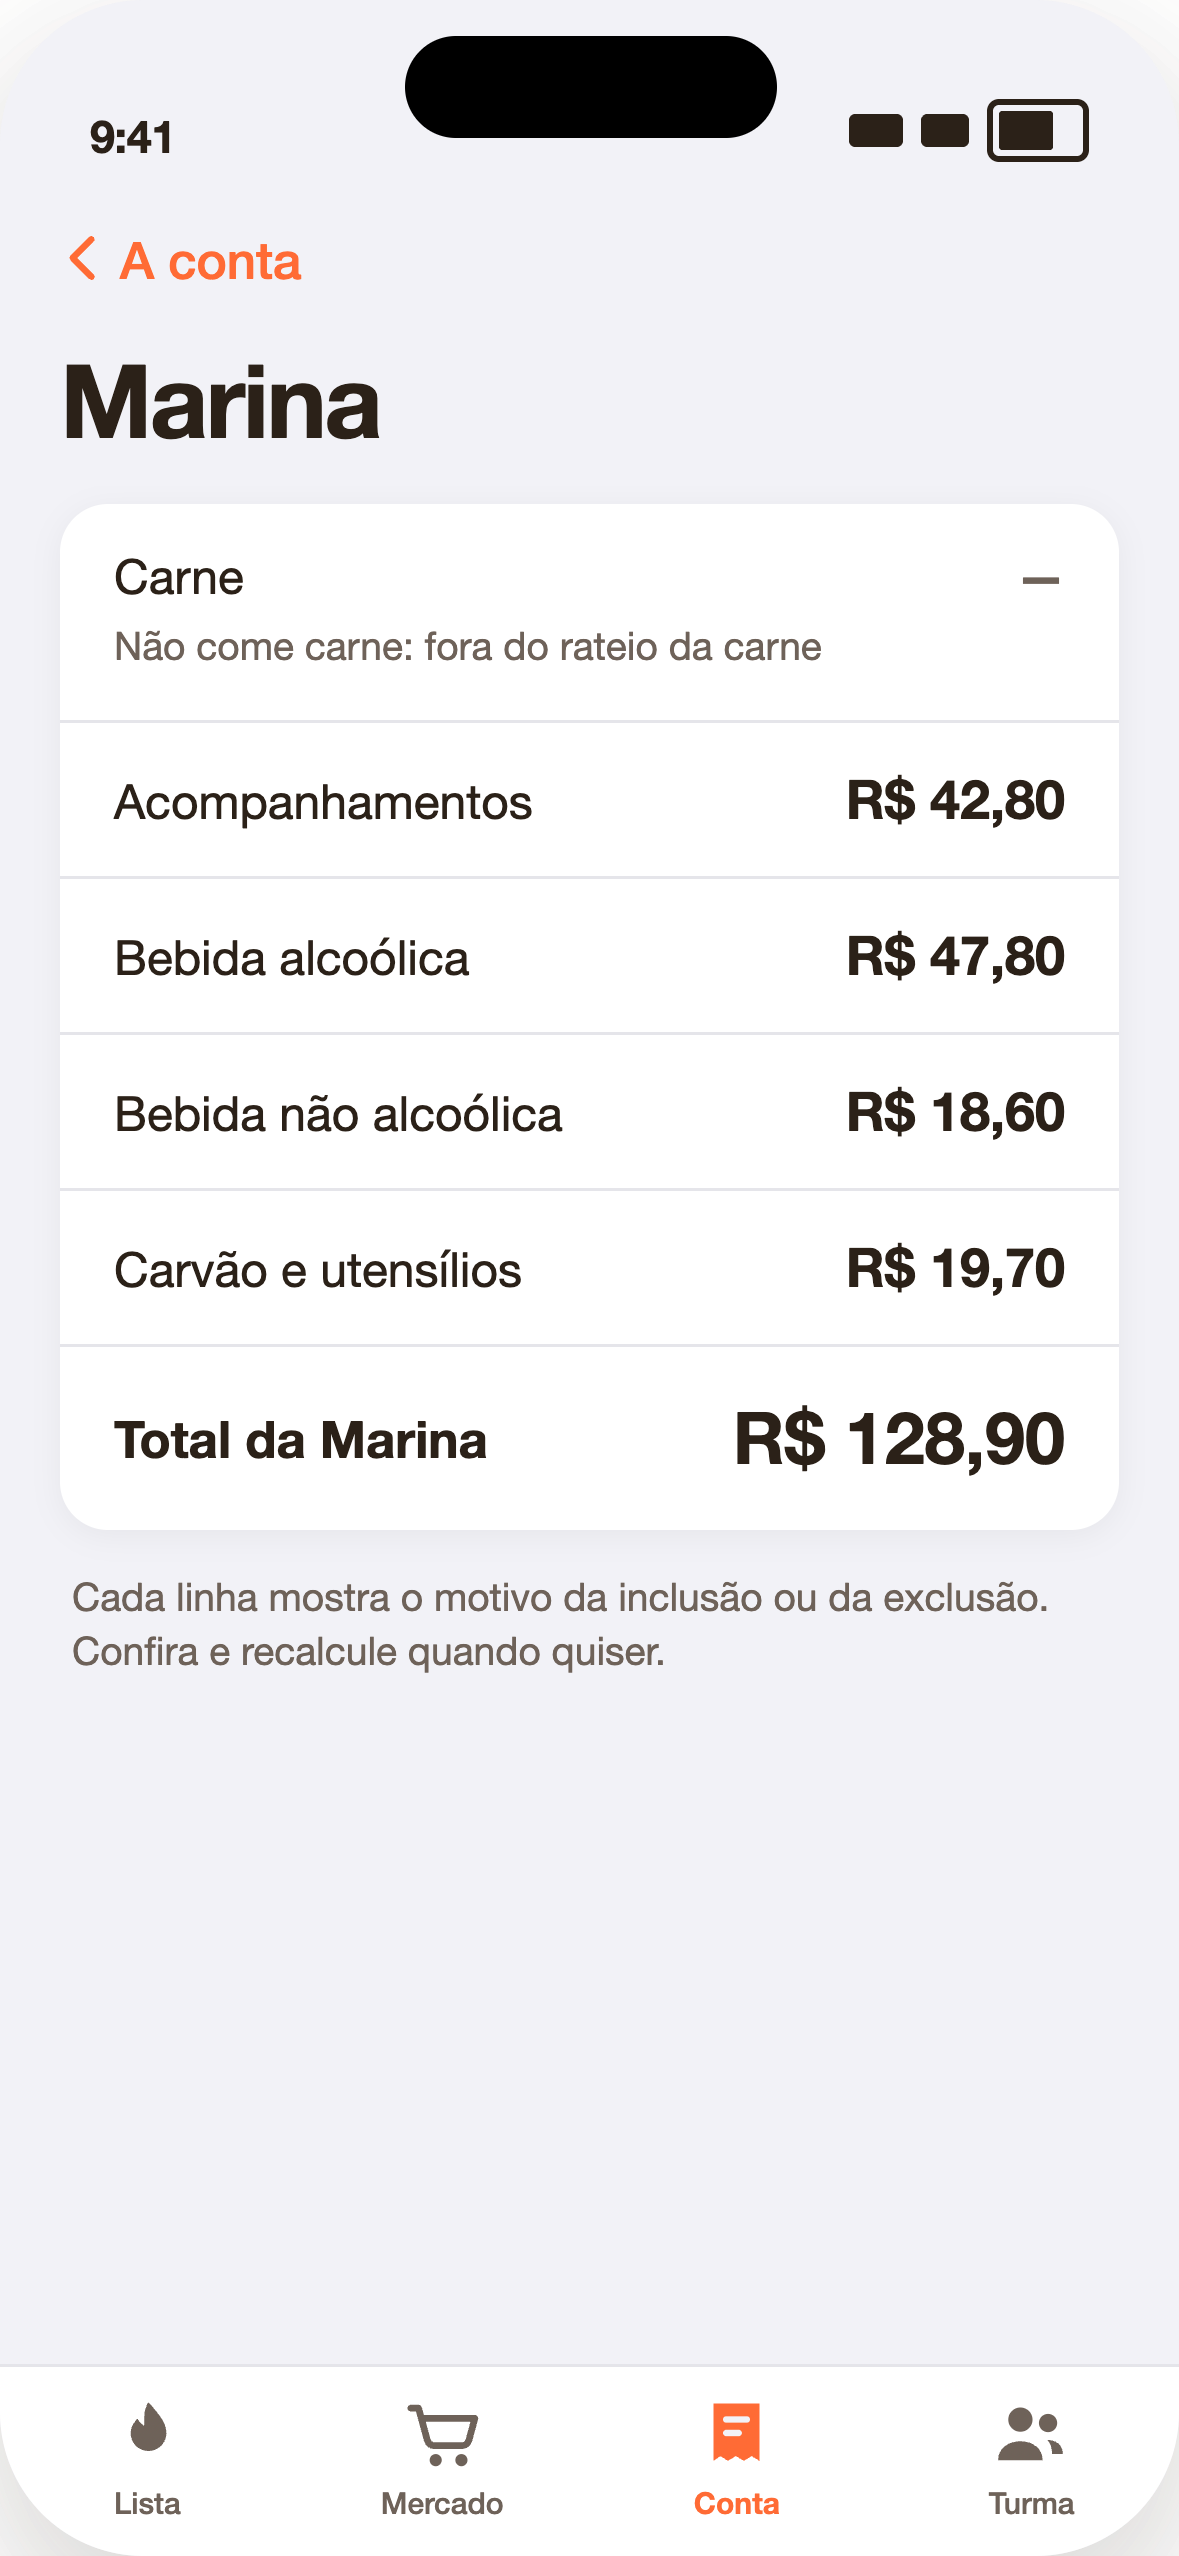 9:41
A conta
Marina
Carne
Não come carne: fora do rateio da carne
Acompanhamentos R$ 42,80
Bebida alcoólica R$ 47,80
Bebida não alcoólica R$ 18,60
Carvão e utensílios R$ 19,70
Total da Marina R$ 128,90
Cada linha mostra o motivo da inclusão ou da exclusão.
Confira e recalcule quando quiser.
Lista Mercado Conta Turma